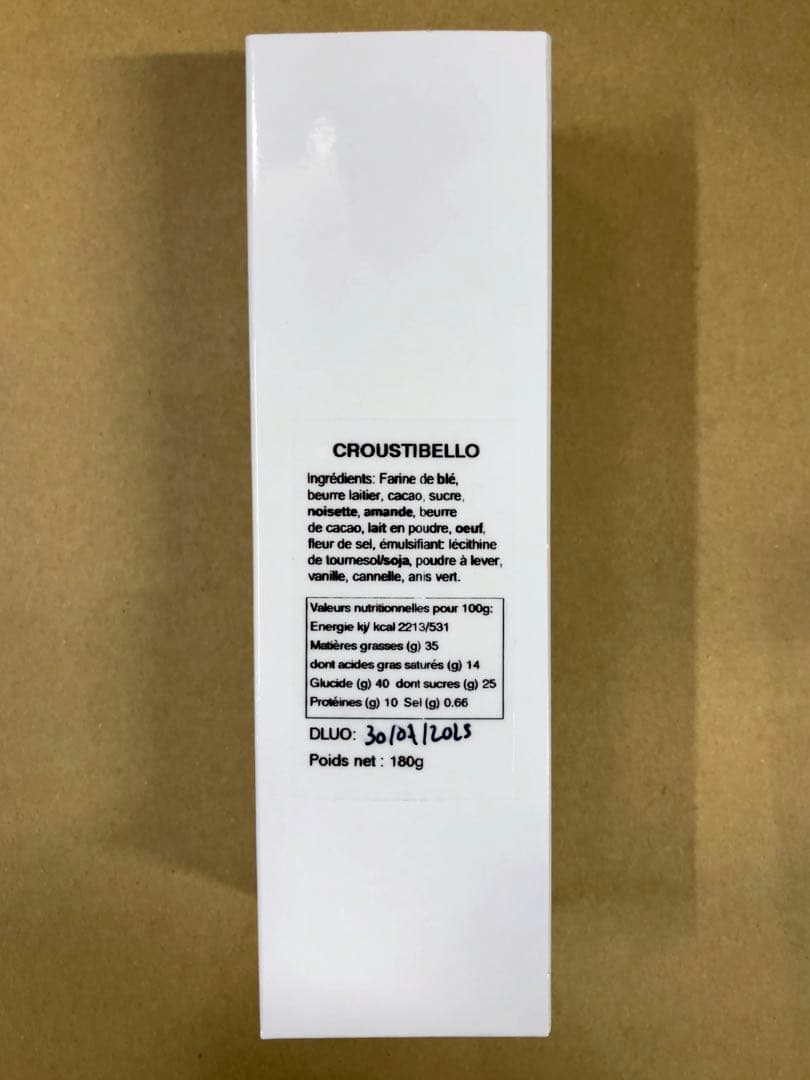 CROUSTIBELLO
Ingrédients: Farine de blé,
beurre laitier, cacao, sucre,
noisette, amande, beurre
de cacao, lait en poudre, oeuf,
fleur de sel, émulsifiant: lécithine
de tournesol/soja, poudre à lever,
vanille, cannelle, anis vert.
Valeurs nutritionnelles pour 100g:
Energie kj/ kcal 2213/531
Matières grasses (g) 35
dont acides gras saturés (g) 14
Glucide (g) 40 dont sucres (g) 25
Protéines (g) 10 Sel (g) 0.66
DLUO:
Poids net : 180g